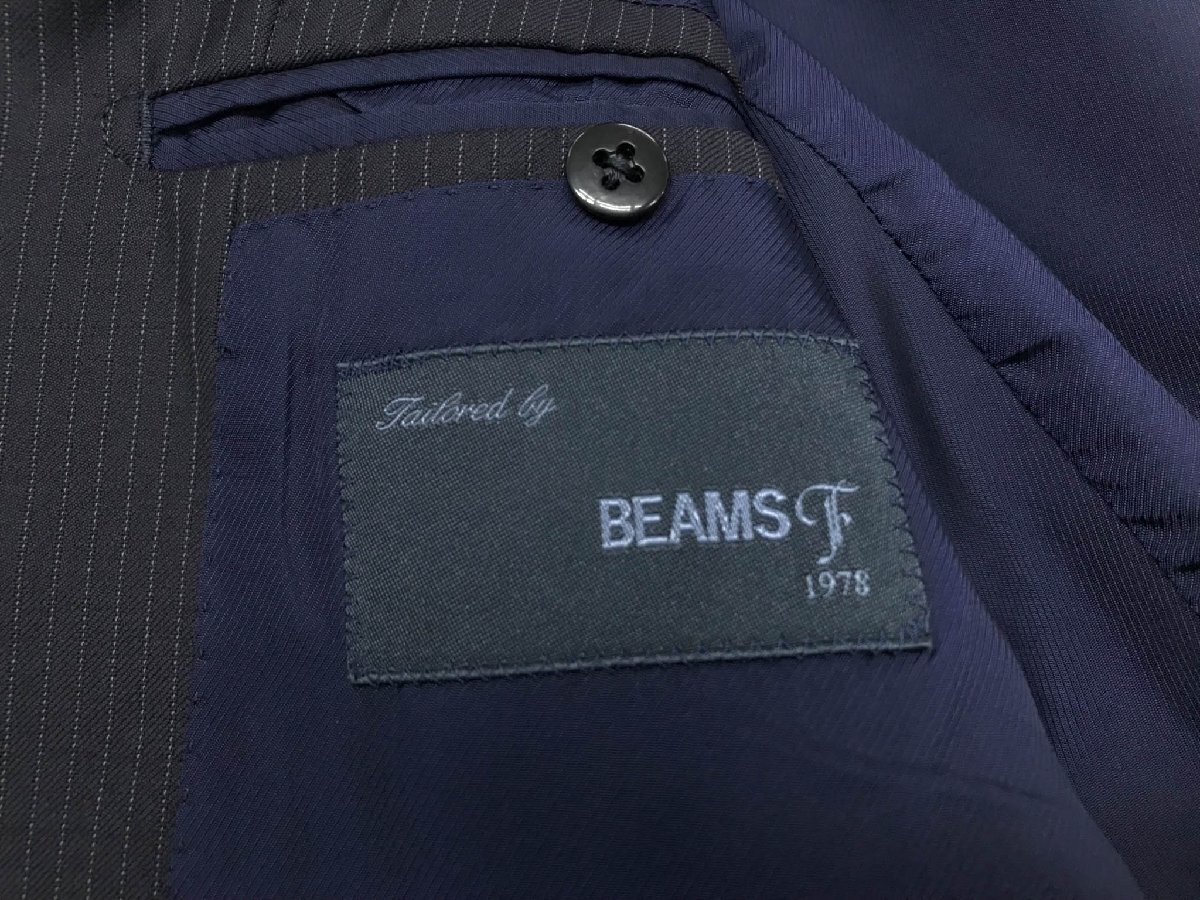 Tailored by
BEAMS F
1978